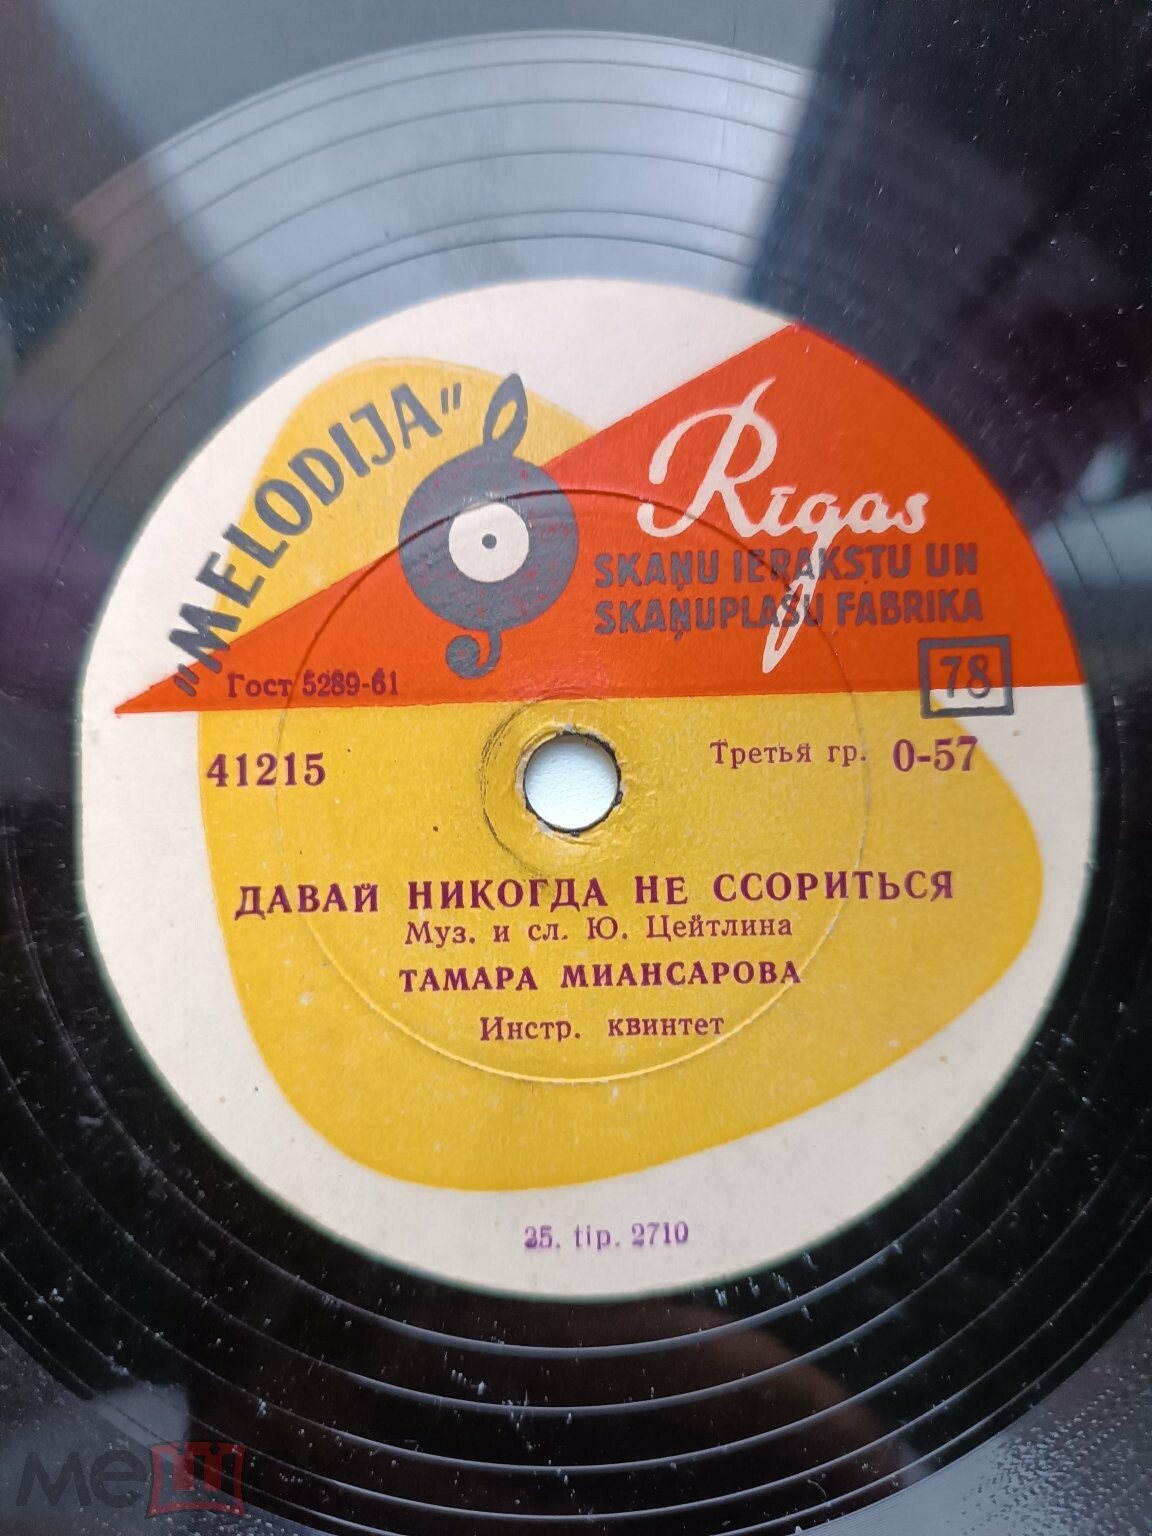 "MELODIJA"
Rīgas
SKAŅU IERAKSTU UN
SKAŅUPLAŠU FABRIKA
Гост 5289-61
78
41215
Третья гр. 0-57
ДАВАЙ НИКОГДА НЕ ССОРИТЬСЯ
Муз. и сл. Ю. Цейтлина
ТАМАРА МИАНСАРОВА
Инстр. квинтет
35. tip. 2710